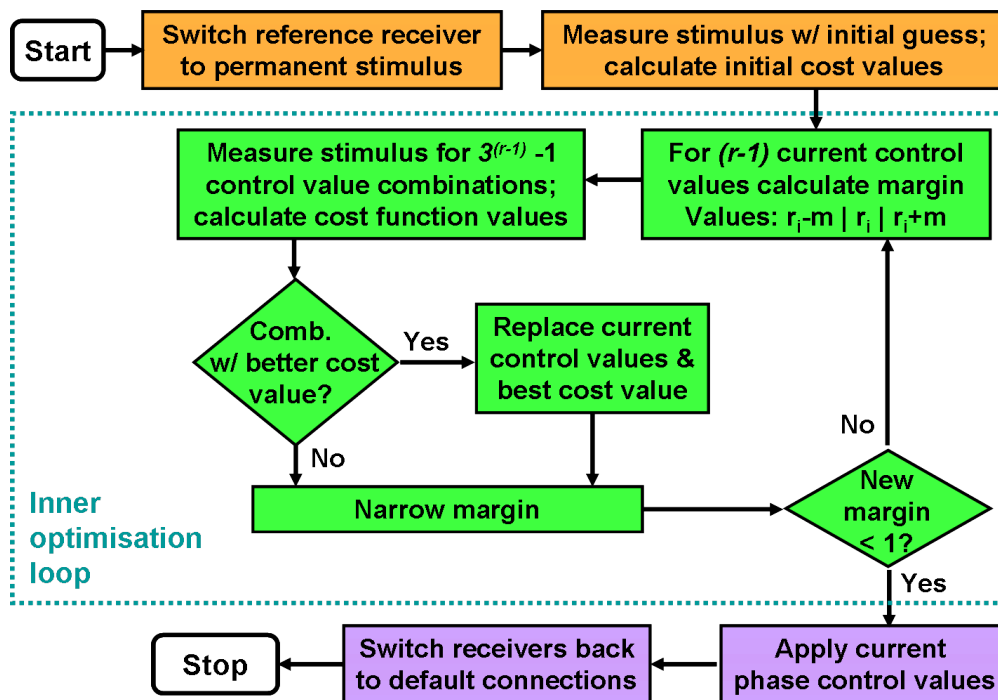 Start
Switch reference receiver
to permanent stimulus
Measure stimulus w/ initial guess;
calculate initial cost values
For (r-1) current control
values calculate margin
Values: rᵢ-m | rᵢ | rᵢ+m
Measure stimulus for 3⁽ʳ⁻¹⁾ -1
control value combinations;
calculate cost function values
Comb.
w/ better cost
value?
Yes
Replace current
control values &
best cost value
No
Narrow margin
New
margin
< 1?
No
Yes
Inner
optimisation
loop
Apply current
phase control values
Switch receivers back
to default connections
Stop